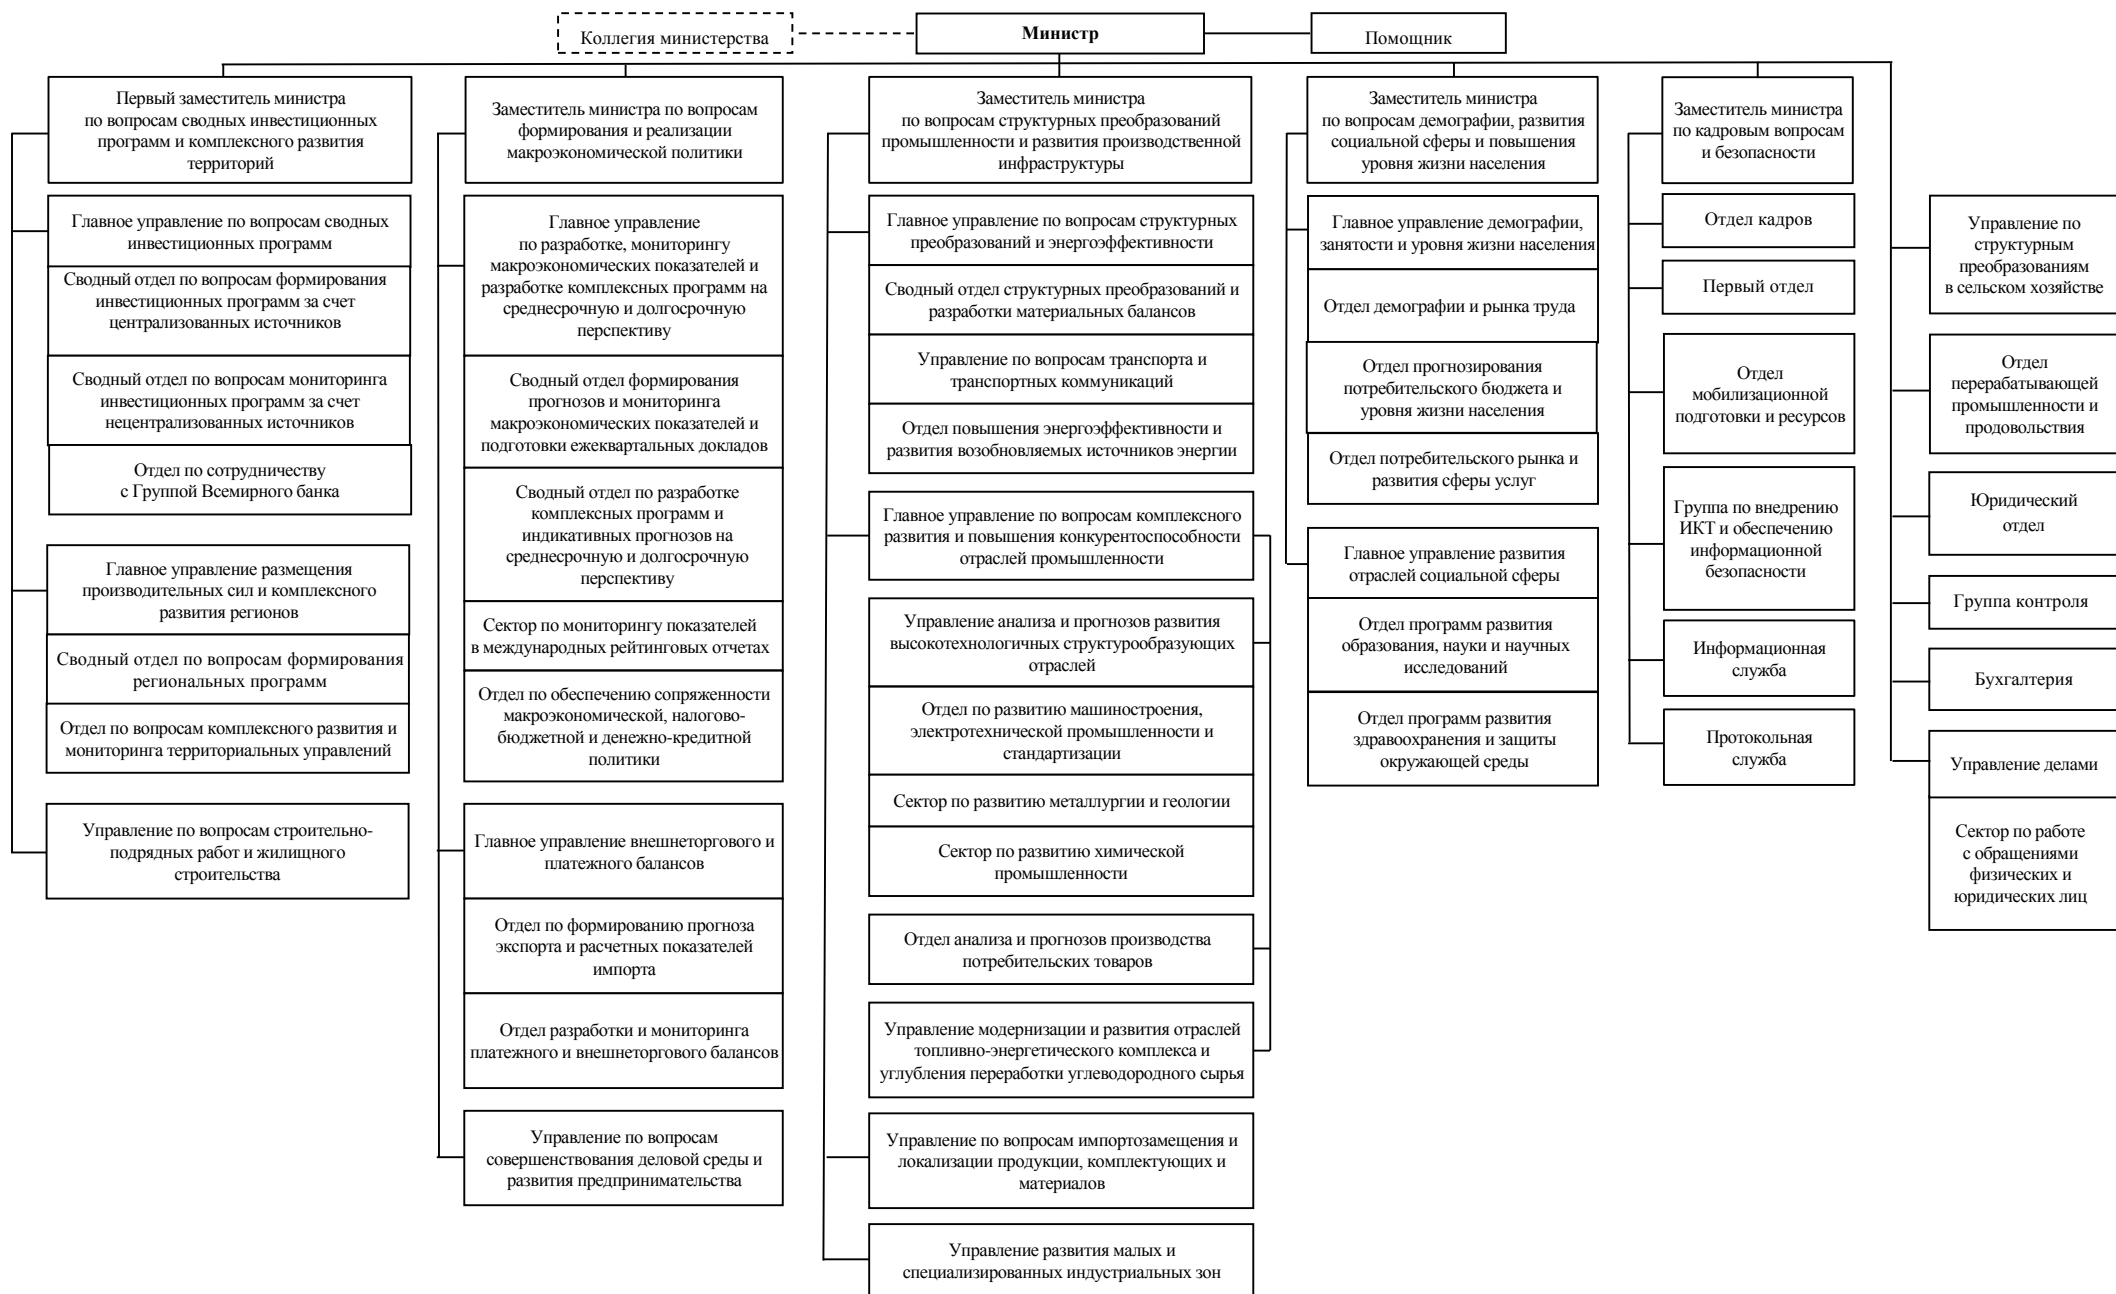 Коллегия министерства
Министр
Помощник
Первый заместитель министра
по вопросам сводных инвестиционных
программ и комплексного развития
территорий
Главное управление по вопросам сводных
инвестиционных программ
Сводный отдел по вопросам формирования
инвестиционных программ за счет
централизованных источников
Сводный отдел по вопросам мониторинга
инвестиционных программ за счет
нецентрализованных источников
Отдел по сотрудничеству
с Группой Всемирного банка
Главное управление размещения
производительных сил и комплексного
развития регионов
Сводный отдел по вопросам формирования
региональных программ
Отдел по вопросам комплексного развития и
мониторинга территориальных управлений
Управление по вопросам строительно-
подрядных работ и жилищного
строительства
Заместитель министра по вопросам
формирования и реализации
макроэкономической политики
Главное управление
по разработке, мониторингу
макроэкономических показателей и
разработке комплексных программ на
среднесрочную и долгосрочную
перспективу
Сводный отдел формирования
прогнозов и мониторинга
макроэкономических показателей и
подготовки ежеквартальных докладов
Сводный отдел по разработке
комплексных программ и
индикативных прогнозов на
среднесрочную и долгосрочную
перспективу
Сектор по мониторингу показателей
в международных рейтинговых отчетах
Отдел по обеспечению сопряженности
макроэкономической, налогово-
бюджетной и денежно-кредитной
политики
Главное управление внешнеторгового и
платежного балансов
Отдел по формированию прогноза
экспорта и расчетных показателей
импорта
Отдел разработки и мониторинга
платежного и внешнеторгового балансов
Управление по вопросам
совершенствования деловой среды и
развития предпринимательства
Заместитель министра
по вопросам структурных преобразований
промышленности и развития производственной
инфраструктуры
Главное управление по вопросам структурных
преобразований и энергоэффективности
Сводный отдел структурных преобразований и
разработки материальных балансов
Управление по вопросам транспорта и
транспортных коммуникаций
Отдел повышения энергоэффективности и
развития возобновляемых источников энергии
Главное управление по вопросам комплексного
развития и повышения конкурентоспособности
отраслей промышленности
Управление анализа и прогнозов развития
высокотехнологичных структурообразующих
отраслей
Отдел по развитию машиностроения,
электротехнической промышленности и
стандартизации
Сектор по развитию металлургии и геологии
Сектор по развитию химической
промышленности
Отдел анализа и прогнозов производства
потребительских товаров
Управление модернизации и развития отраслей
топливно-энергетического комплекса и
углубления переработки углеводородного сырья
Управление по вопросам импортозамещения и
локализации продукции, комплектующих и
материалов
Управление развития малых и
специализированных индустриальных зон
Заместитель министра
по вопросам демографии, развития
социальной сферы и повышения
уровня жизни населения
Главное управление демографии,
занятости и уровня жизни населения
Отдел демографии и рынка труда
Отдел прогнозирования
потребительского бюджета и
уровня жизни населения
Отдел потребительского рынка и
развития сферы услуг
Главное управление развития
отраслей социальной сферы
Отдел программ развития
образования, науки и научных
исследований
Отдел программ развития
здравоохранения и защиты
окружающей среды
Заместитель министра
по кадровым вопросам
и безопасности
Отдел кадров
Первый отдел
Отдел
мобилизационной
подготовки и ресурсов
Группа по внедрению
ИКТ и обеспечению
информационной
безопасности
Информационная
служба
Протокольная
служба
Управление по
структурным
преобразованиям
в сельском хозяйстве
Отдел
перерабатывающей
промышленности и
продовольствия
Юридический
отдел
Группа контроля
Бухгалтерия
Управление делами
Сектор по работе
с обращениями
физических и
юридических лиц